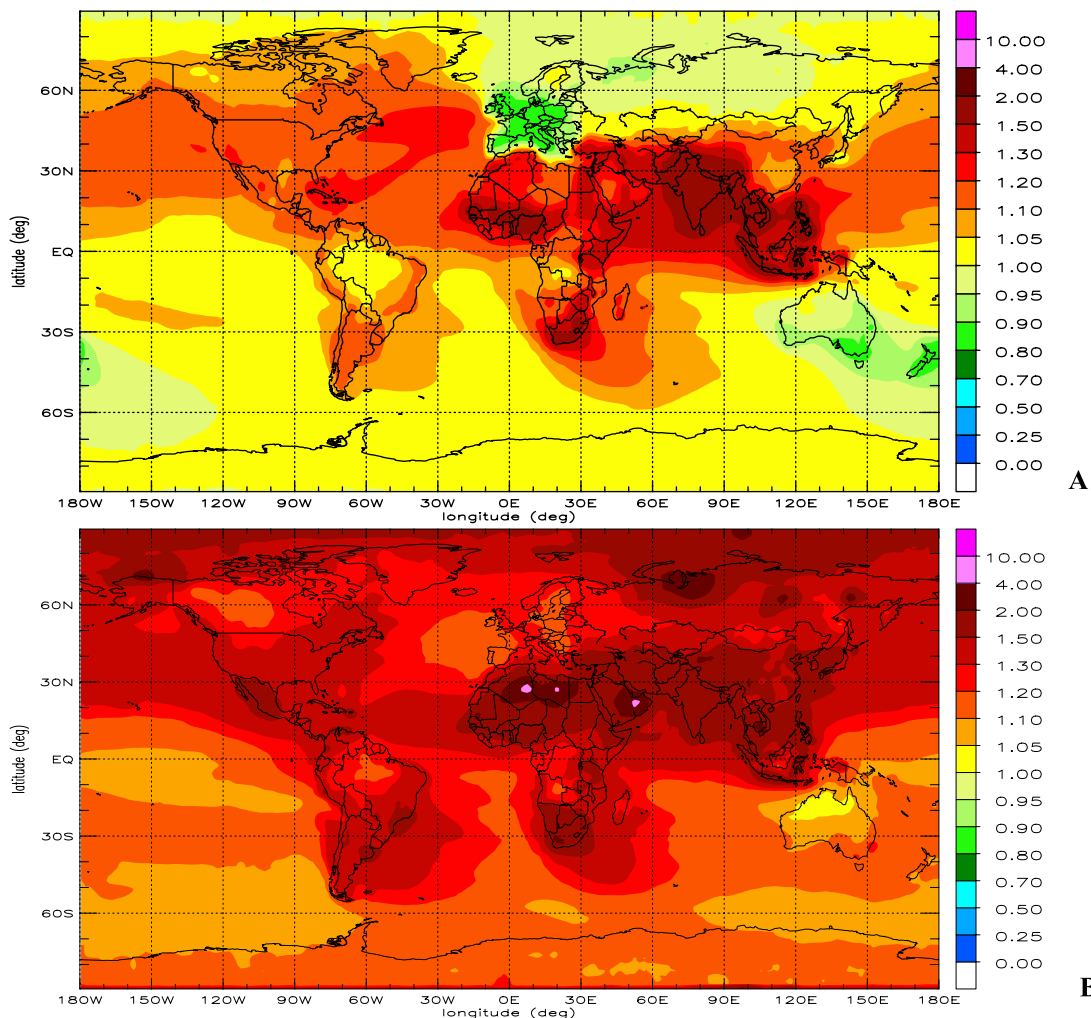 10.00
4.00
2.00
1.50
1.30
1.20
1.10
1.05
1.00
0.95
0.90
0.80
0.70
0.50
0.25
0.00
60N
30N
EQ
30S
60S
latitude (deg)
180W 150W 120W 90W 60W 30W 0E 30E 60E 90E 120E 150E 180E
longitude (deg)
A
10.00
4.00
2.00
1.50
1.30
1.20
1.10
1.05
1.00
0.95
0.90
0.80
0.70
0.50
0.25
0.00
60N
30N
EQ
30S
60S
latitude (deg)
180W 150W 120W 90W 60W 30W 0E 30E 60E 90E 120E 150E 180E
longitude (deg)
B